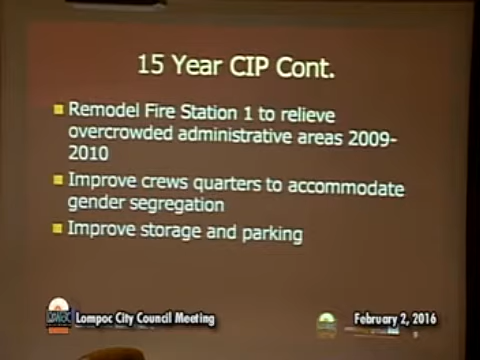 15 Year CIP Cont.
Remodel Fire Station 1 to relieve
overcrowded administrative areas 2009-
2010
Improve crews quarters to accommodate
gender segregation
Improve storage and parking
Lompoc City Council Meeting
February 2, 2016